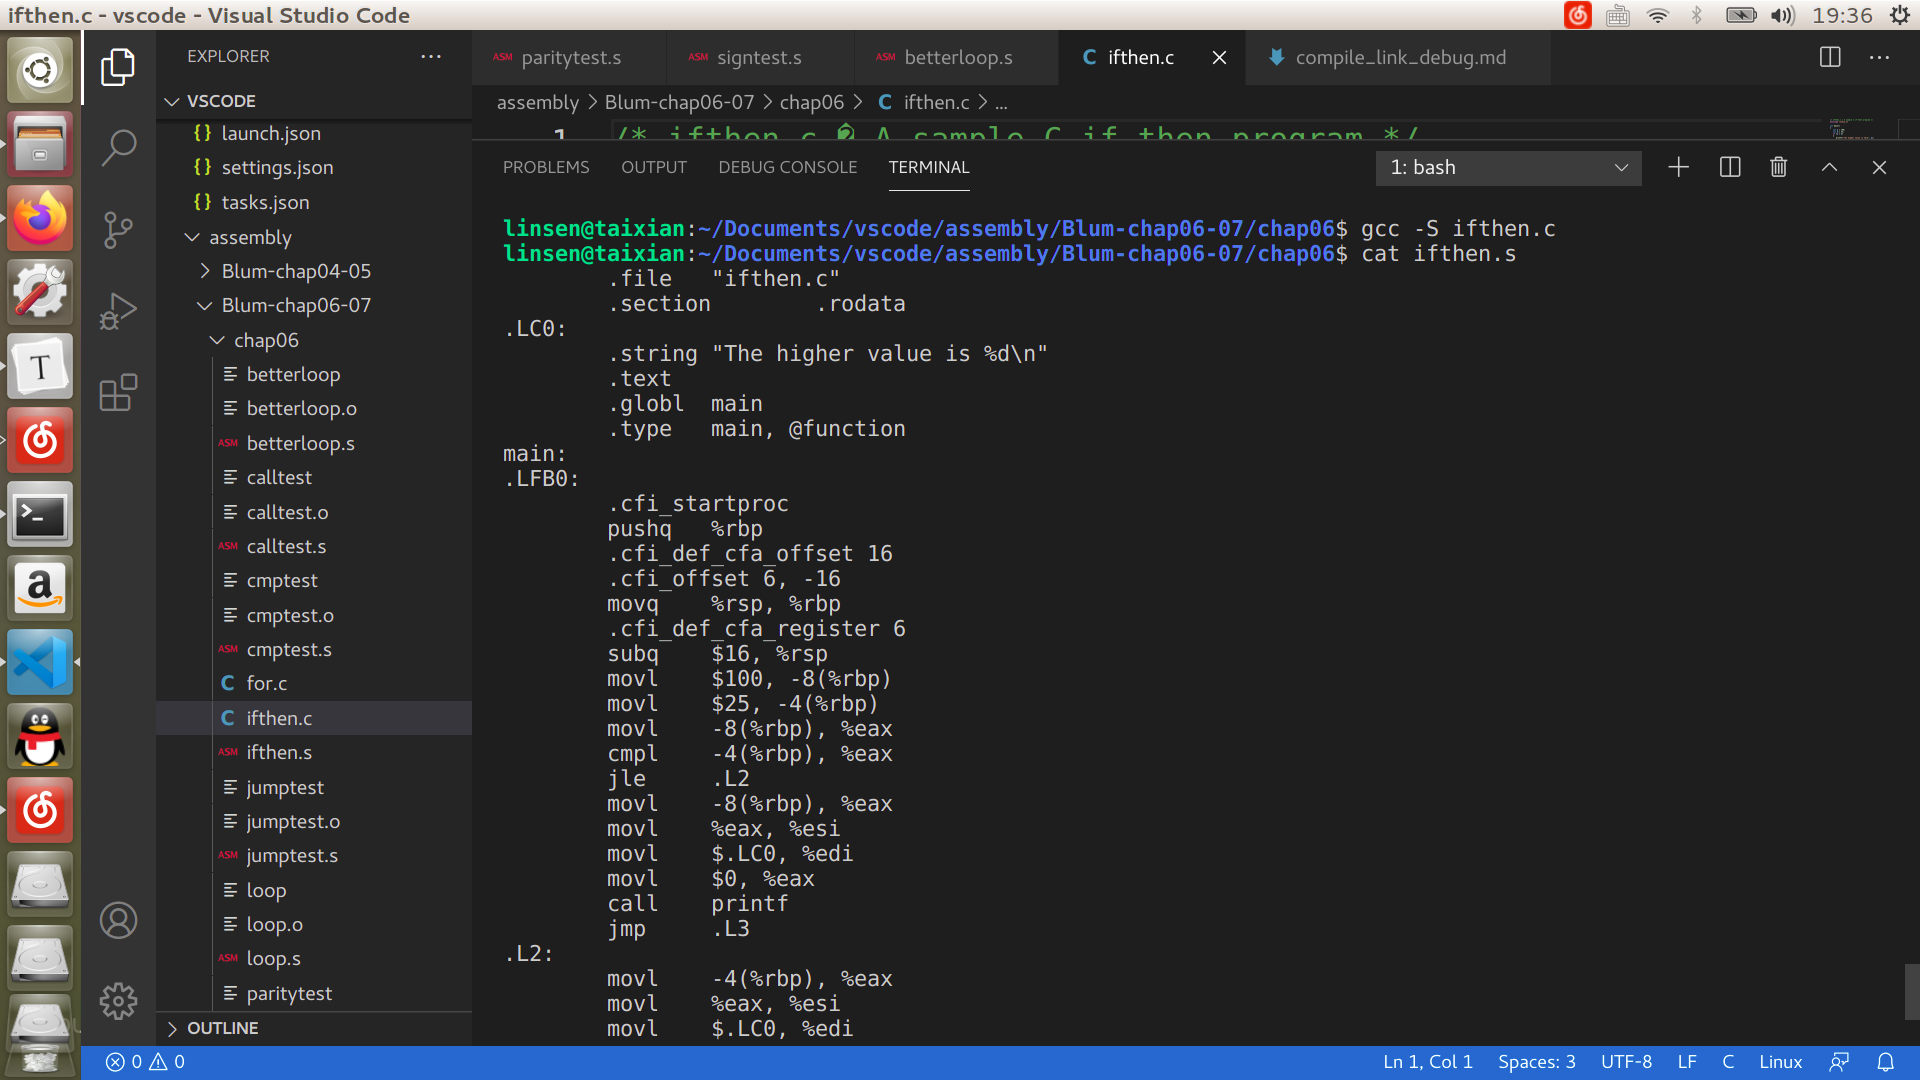 ifthen.c - vscode - Visual Studio Code
19:36
EXPLORER
VSCODE
launch.json
settings.json
tasks.json
assembly
Blum-chap04-05
Blum-chap06-07
chap06
betterloop
betterloop.o
ASM betterloop.s
calltest
calltest.o
ASM calltest.s
cmptest
cmptest.o
ASM cmptest.s
C for.c
C ifthen.c
ASM ifthen.s
jumptest
jumptest.o
ASM jumptest.s
loop
loop.o
ASM loop.s
paritytest
OUTLINE
ASM paritytest.s
ASM signtest.s
ASM betterloop.s
C ifthen.c
compile_link_debug.md
assembly > Blum-chap06-07 > chap06 > C ifthen.c > ...
1 /* ifthen.c � A sample C if-then program */
PROBLEMS OUTPUT DEBUG CONSOLE TERMINAL
1: bash
linsen@taixian:~/Documents/vscode/assembly/Blum-chap06-07/chap06$ gcc -S ifthen.c
linsen@taixian:~/Documents/vscode/assembly/Blum-chap06-07/chap06$ cat ifthen.s
.file "ifthen.c"
.section .rodata
.LC0:
.string "The higher value is %d\n"
.text
.globl main
.type main, @function
main:
.LFB0:
.cfi_startproc
pushq %rbp
.cfi_def_cfa_offset 16
.cfi_offset 6, -16
movq %rsp, %rbp
.cfi_def_cfa_register 6
subq $16, %rsp
movl $100, -8(%rbp)
movl $25, -4(%rbp)
movl -8(%rbp), %eax
cmpl -4(%rbp), %eax
jle .L2
movl -8(%rbp), %eax
movl %eax, %esi
movl $.LC0, %edi
movl $0, %eax
call printf
jmp .L3
.L2:
movl -4(%rbp), %eax
movl %eax, %esi
movl $.LC0, %edi
0 0
Ln 1, Col 1 Spaces: 3 UTF-8 LF C Linux